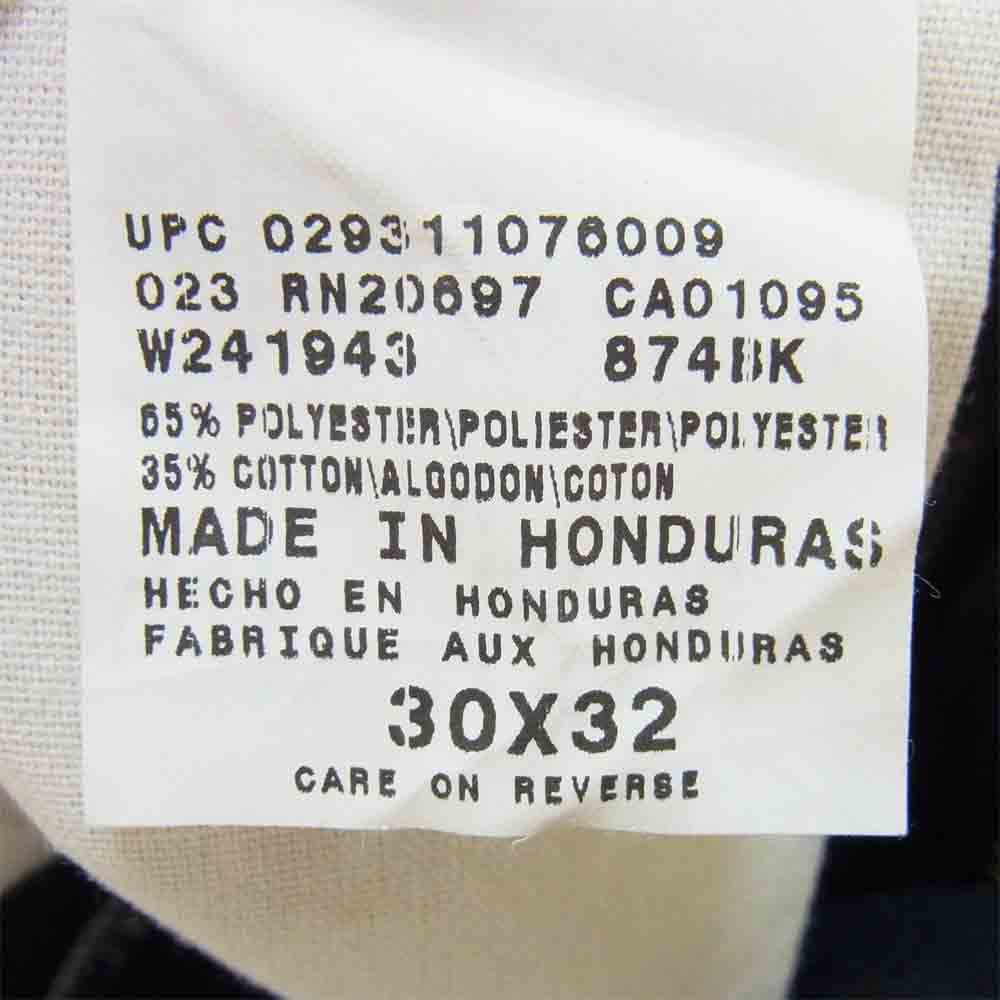 UPC 029311076009
023 RN20697 CA01095
W241943 874BK
65% POLYESTER\POLIESTER\POLYESTER
35% COTTON\ALGODON\COTON
MADE IN HONDURAS
HECHO EN HONDURAS
FABRIQUE AUX HONDURAS
30X32
CARE ON REVERSE